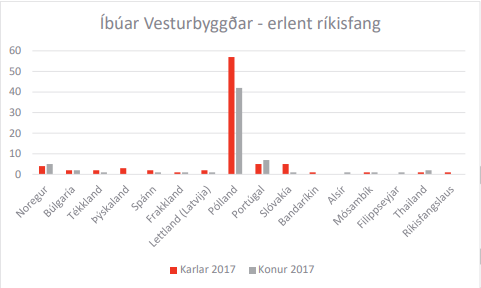 Íbúar Vesturbyggðar - erlent ríkisfang
60
50
40
30
20
10
0
Noregur
Búlgaría
Tékkland
Þýskaland
Spánn
Frakkland
Lettland (Latvija)
Pólland
Portúgal
Slóvakía
Bandaríkin
Alsír
Mósambík
Filippseyjar
Thailand
Ríkisfangslaus
Karlar 2017 Konur 2017